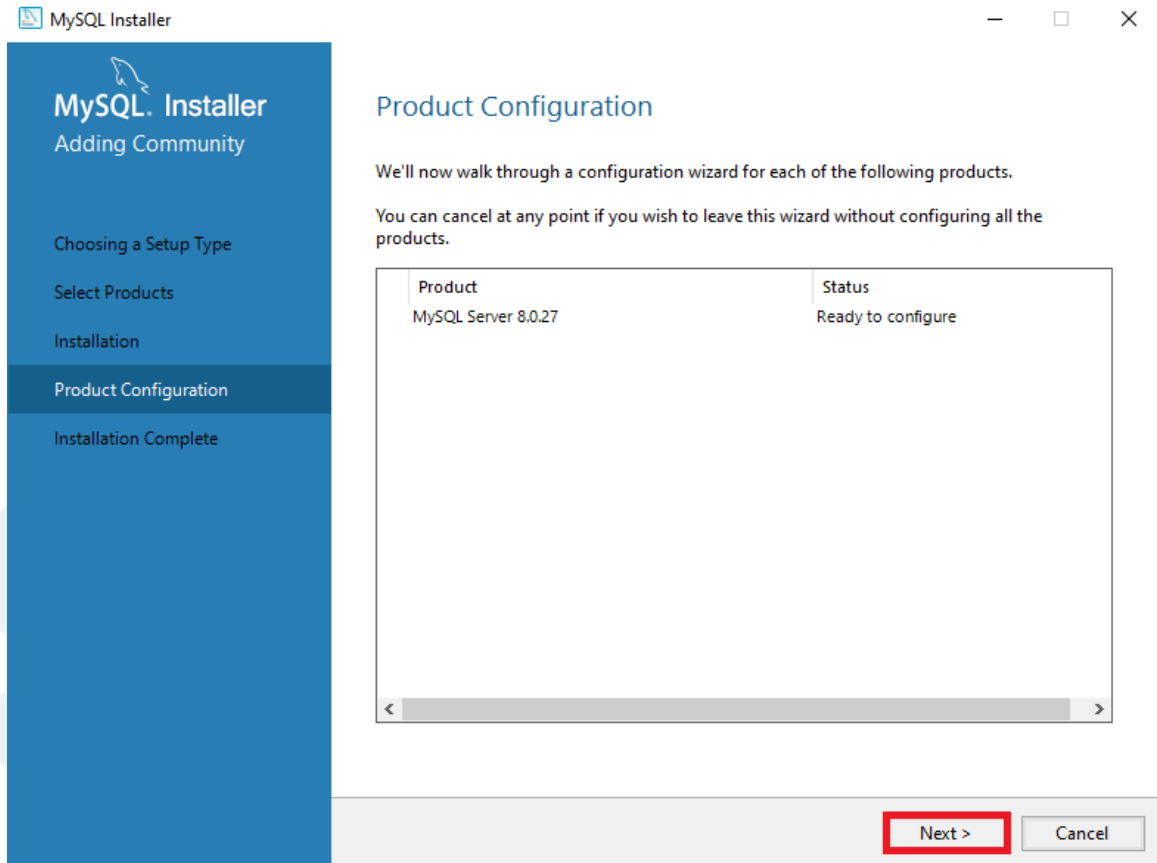 MySQL Installer
MySQL. Installer
Adding Community
Choosing a Setup Type
Select Products
Installation
Product Configuration
Installation Complete
Product Configuration
We'll now walk through a configuration wizard for each of the following products.
You can cancel at any point if you wish to leave this wizard without configuring all the
products.
Product Status
MySQL Server 8.0.27 Ready to configure
Next > Cancel